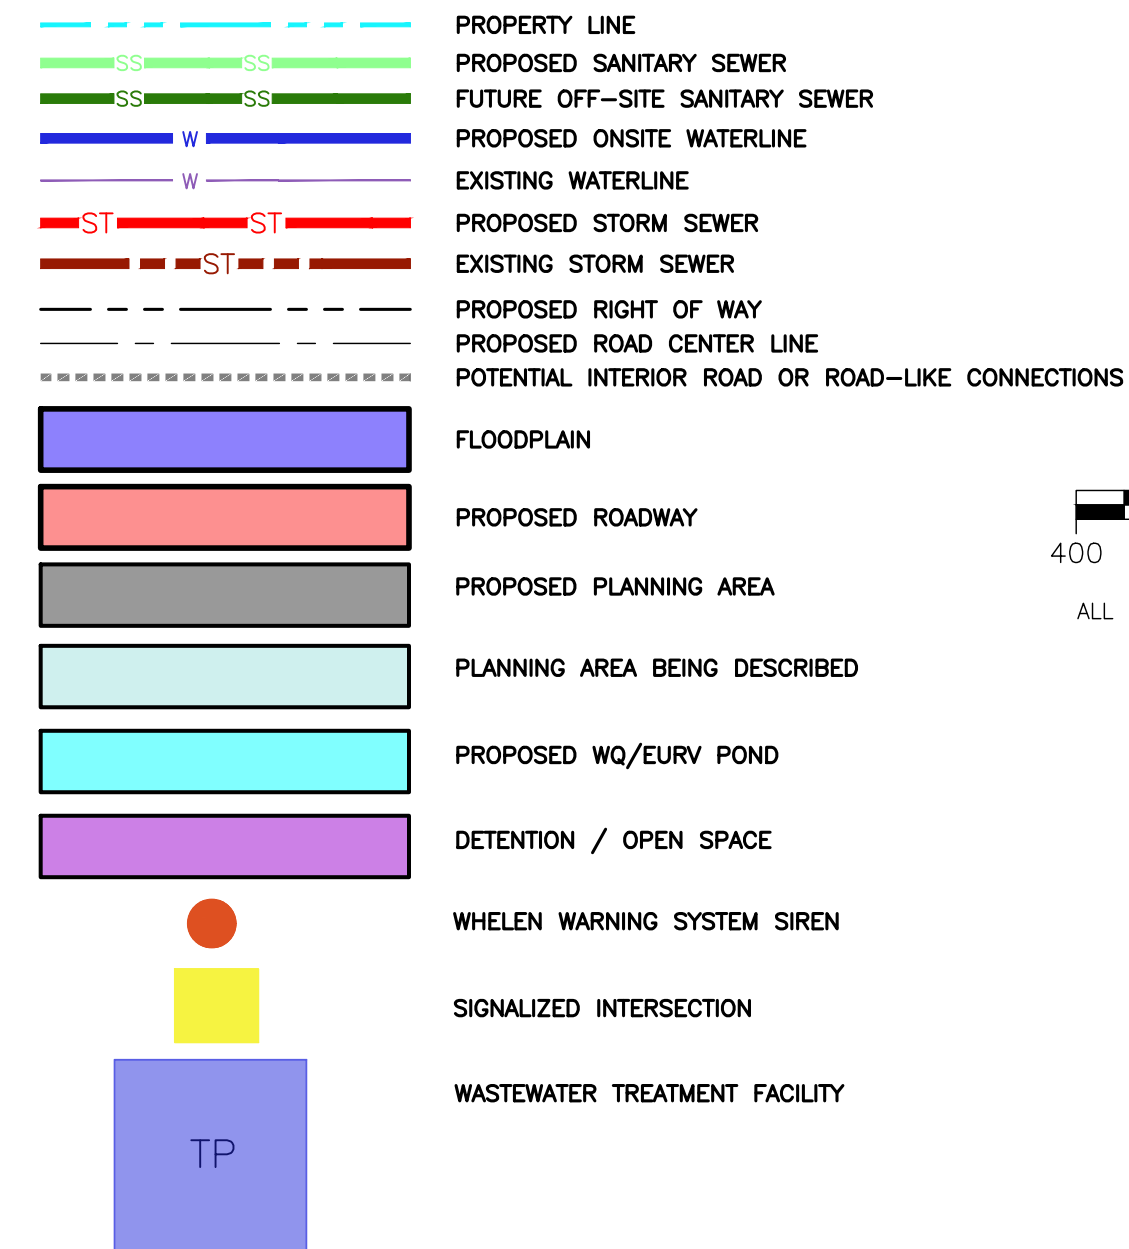 PROPERTY LINE
SS SS PROPOSED SANITARY SEWER
SS SS FUTURE OFF-SITE SANITARY SEWER
W PROPOSED ONSITE WATERLINE
W EXISTING WATERLINE
ST ST PROPOSED STORM SEWER
ST EXISTING STORM SEWER
PROPOSED RIGHT OF WAY
PROPOSED ROAD CENTER LINE
POTENTIAL INTERIOR ROAD OR ROAD-LIKE CONNECTIONS
FLOODPLAIN
PROPOSED ROADWAY
400
PROPOSED PLANNING AREA
ALL
PLANNING AREA BEING DESCRIBED
PROPOSED WQ/EURV POND
DETENTION / OPEN SPACE
WHELEN WARNING SYSTEM SIREN
SIGNALIZED INTERSECTION
WASTEWATER TREATMENT FACILITY
TP